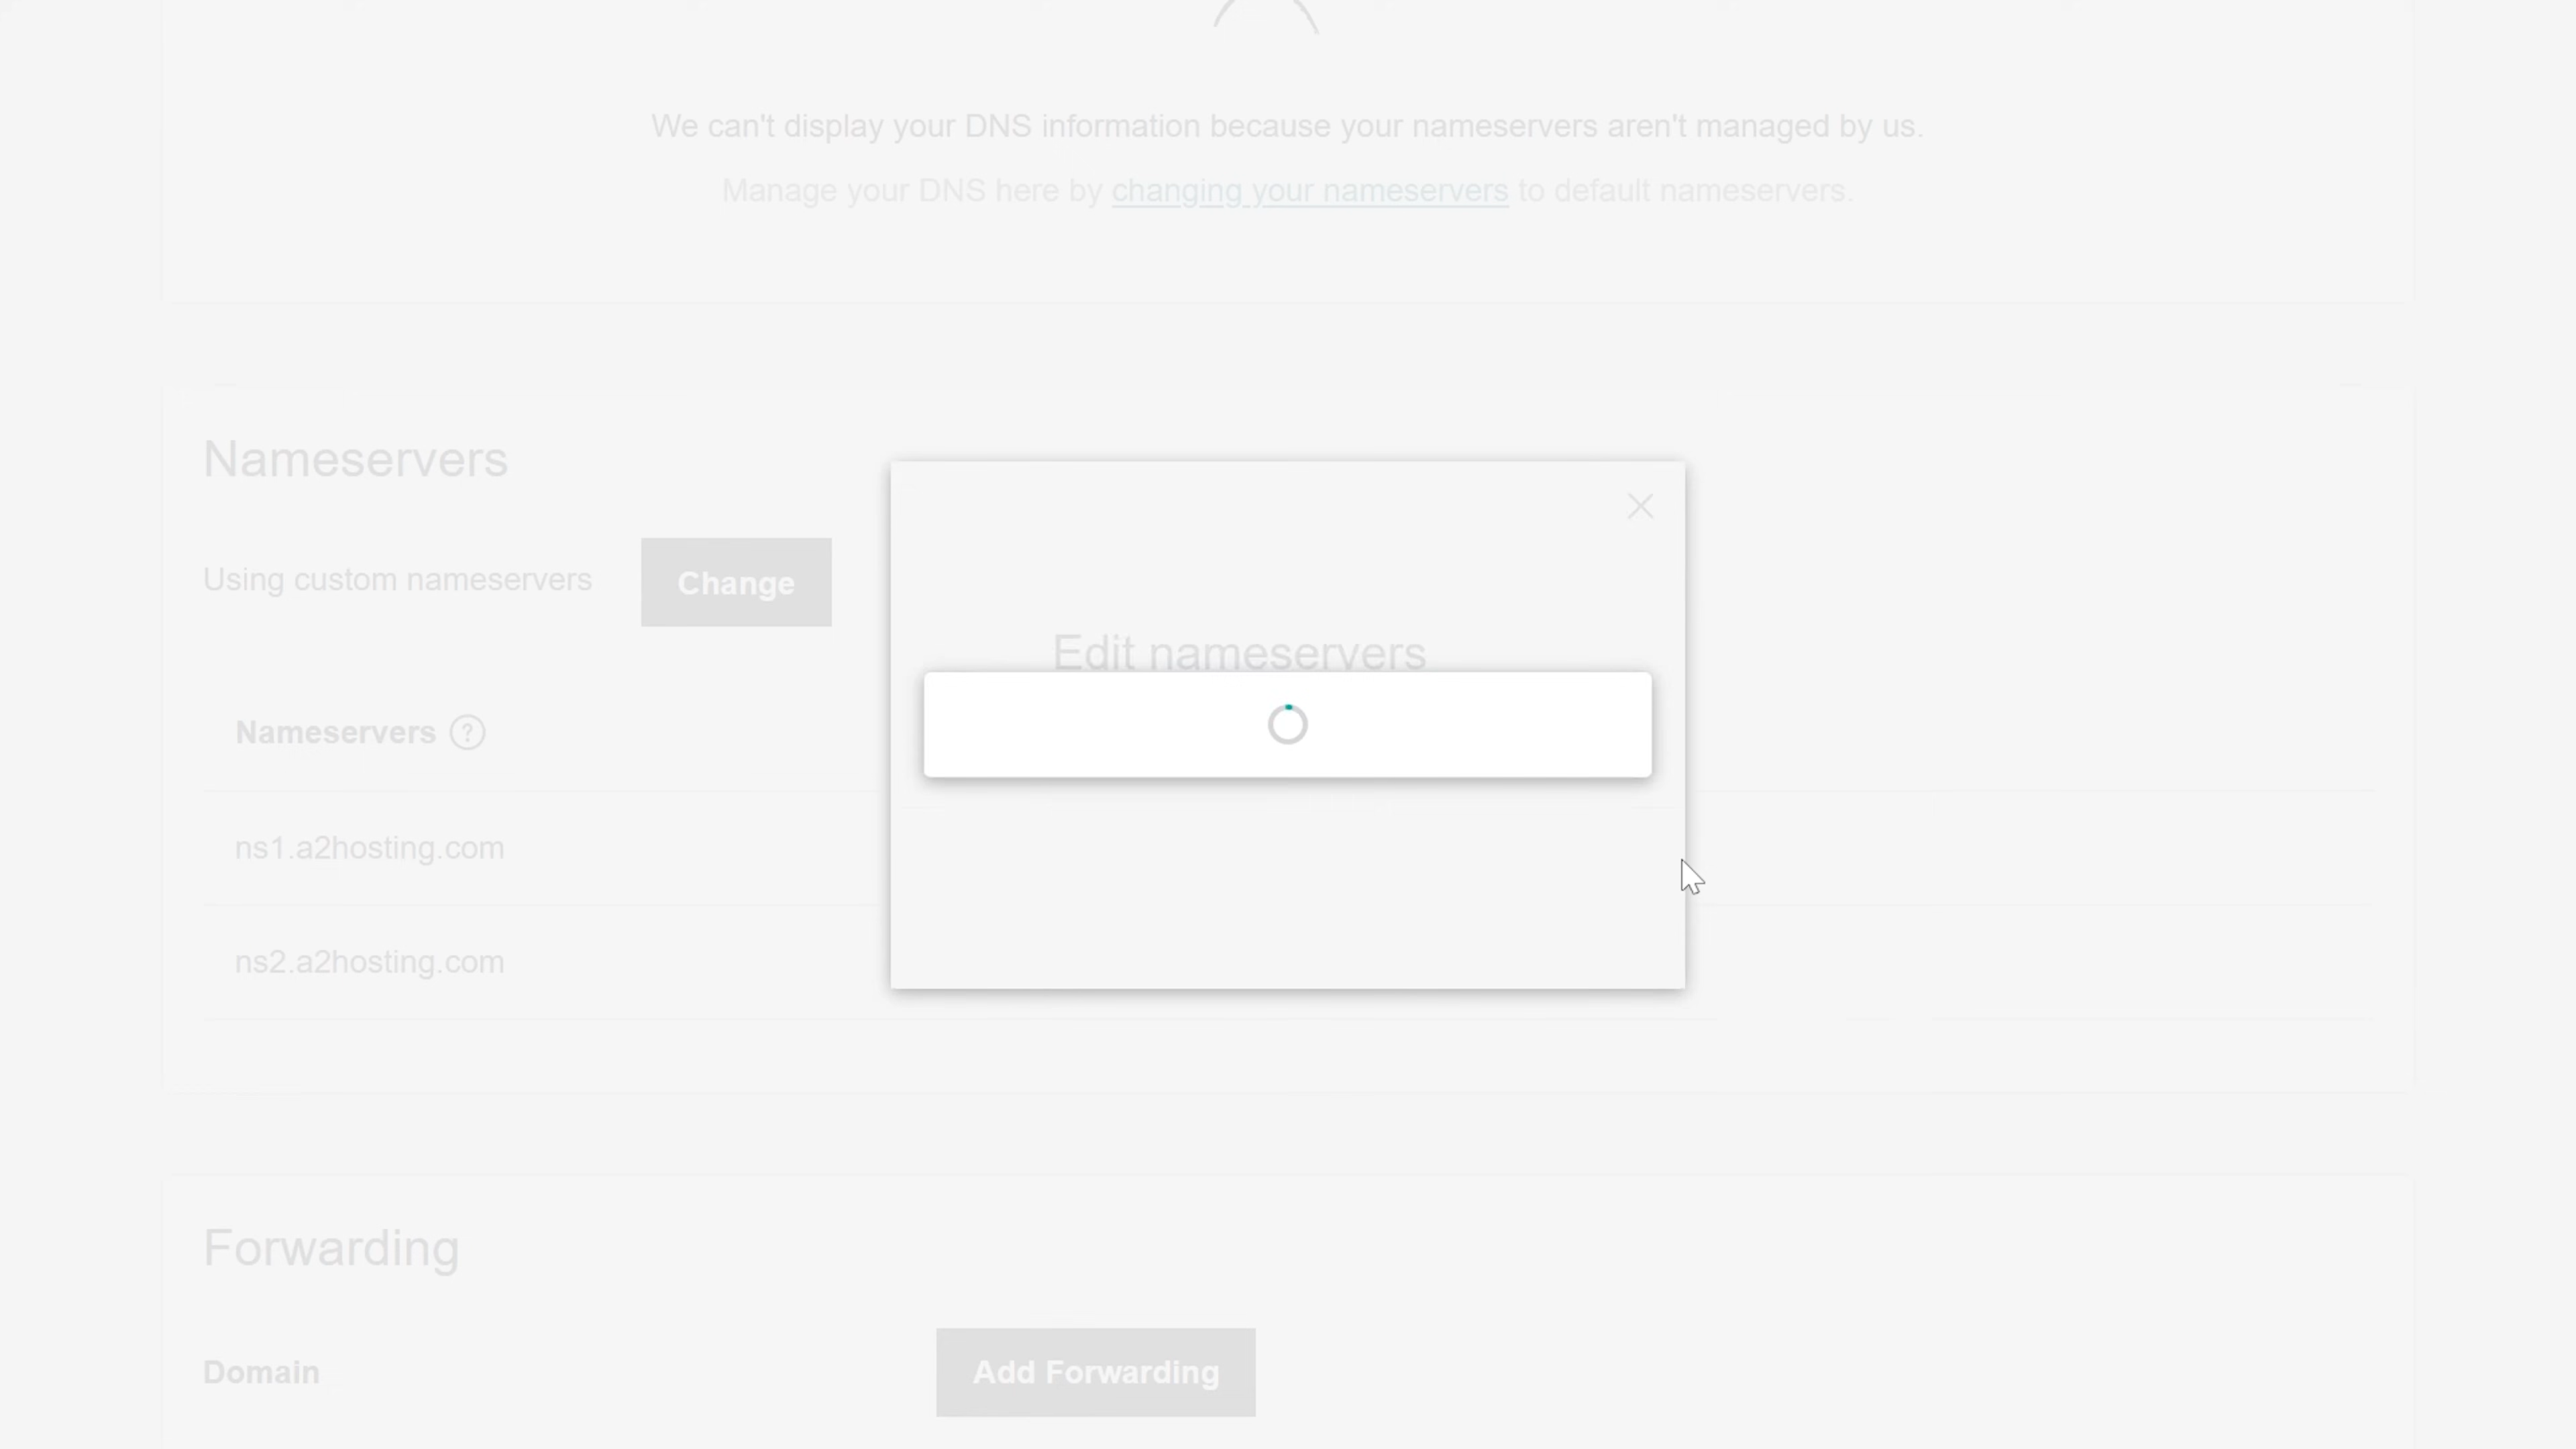 We can't display your DNS information because your nameservers aren't managed by us.
Manage your DNS here by changing your nameservers to default nameservers.
Nameservers
Using custom nameservers
Change
Edit nameservers
Nameservers ?
ns1.a2hosting.com
ns2.a2hosting.com
Forwarding
Domain
Add Forwarding